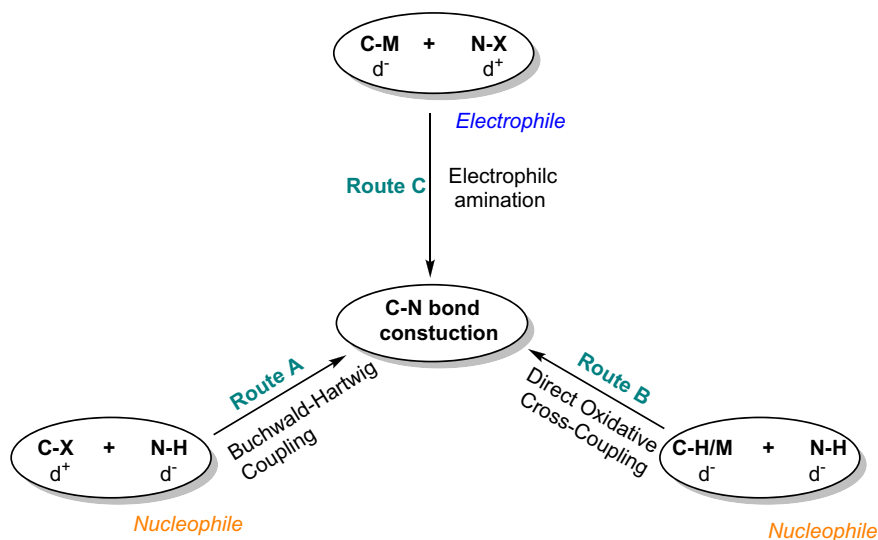 C-M + N-X
d- d+
Electrophile
Route C
Electrophilc
amination
C-N bond
constuction
Route A
Buchwald-Hartwig
Coupling
Route B
Direct Oxidative
Cross-Coupling
C-X + N-H
d+ d-
Nucleophile
C-H/M + N-H
d- d-
Nucleophile